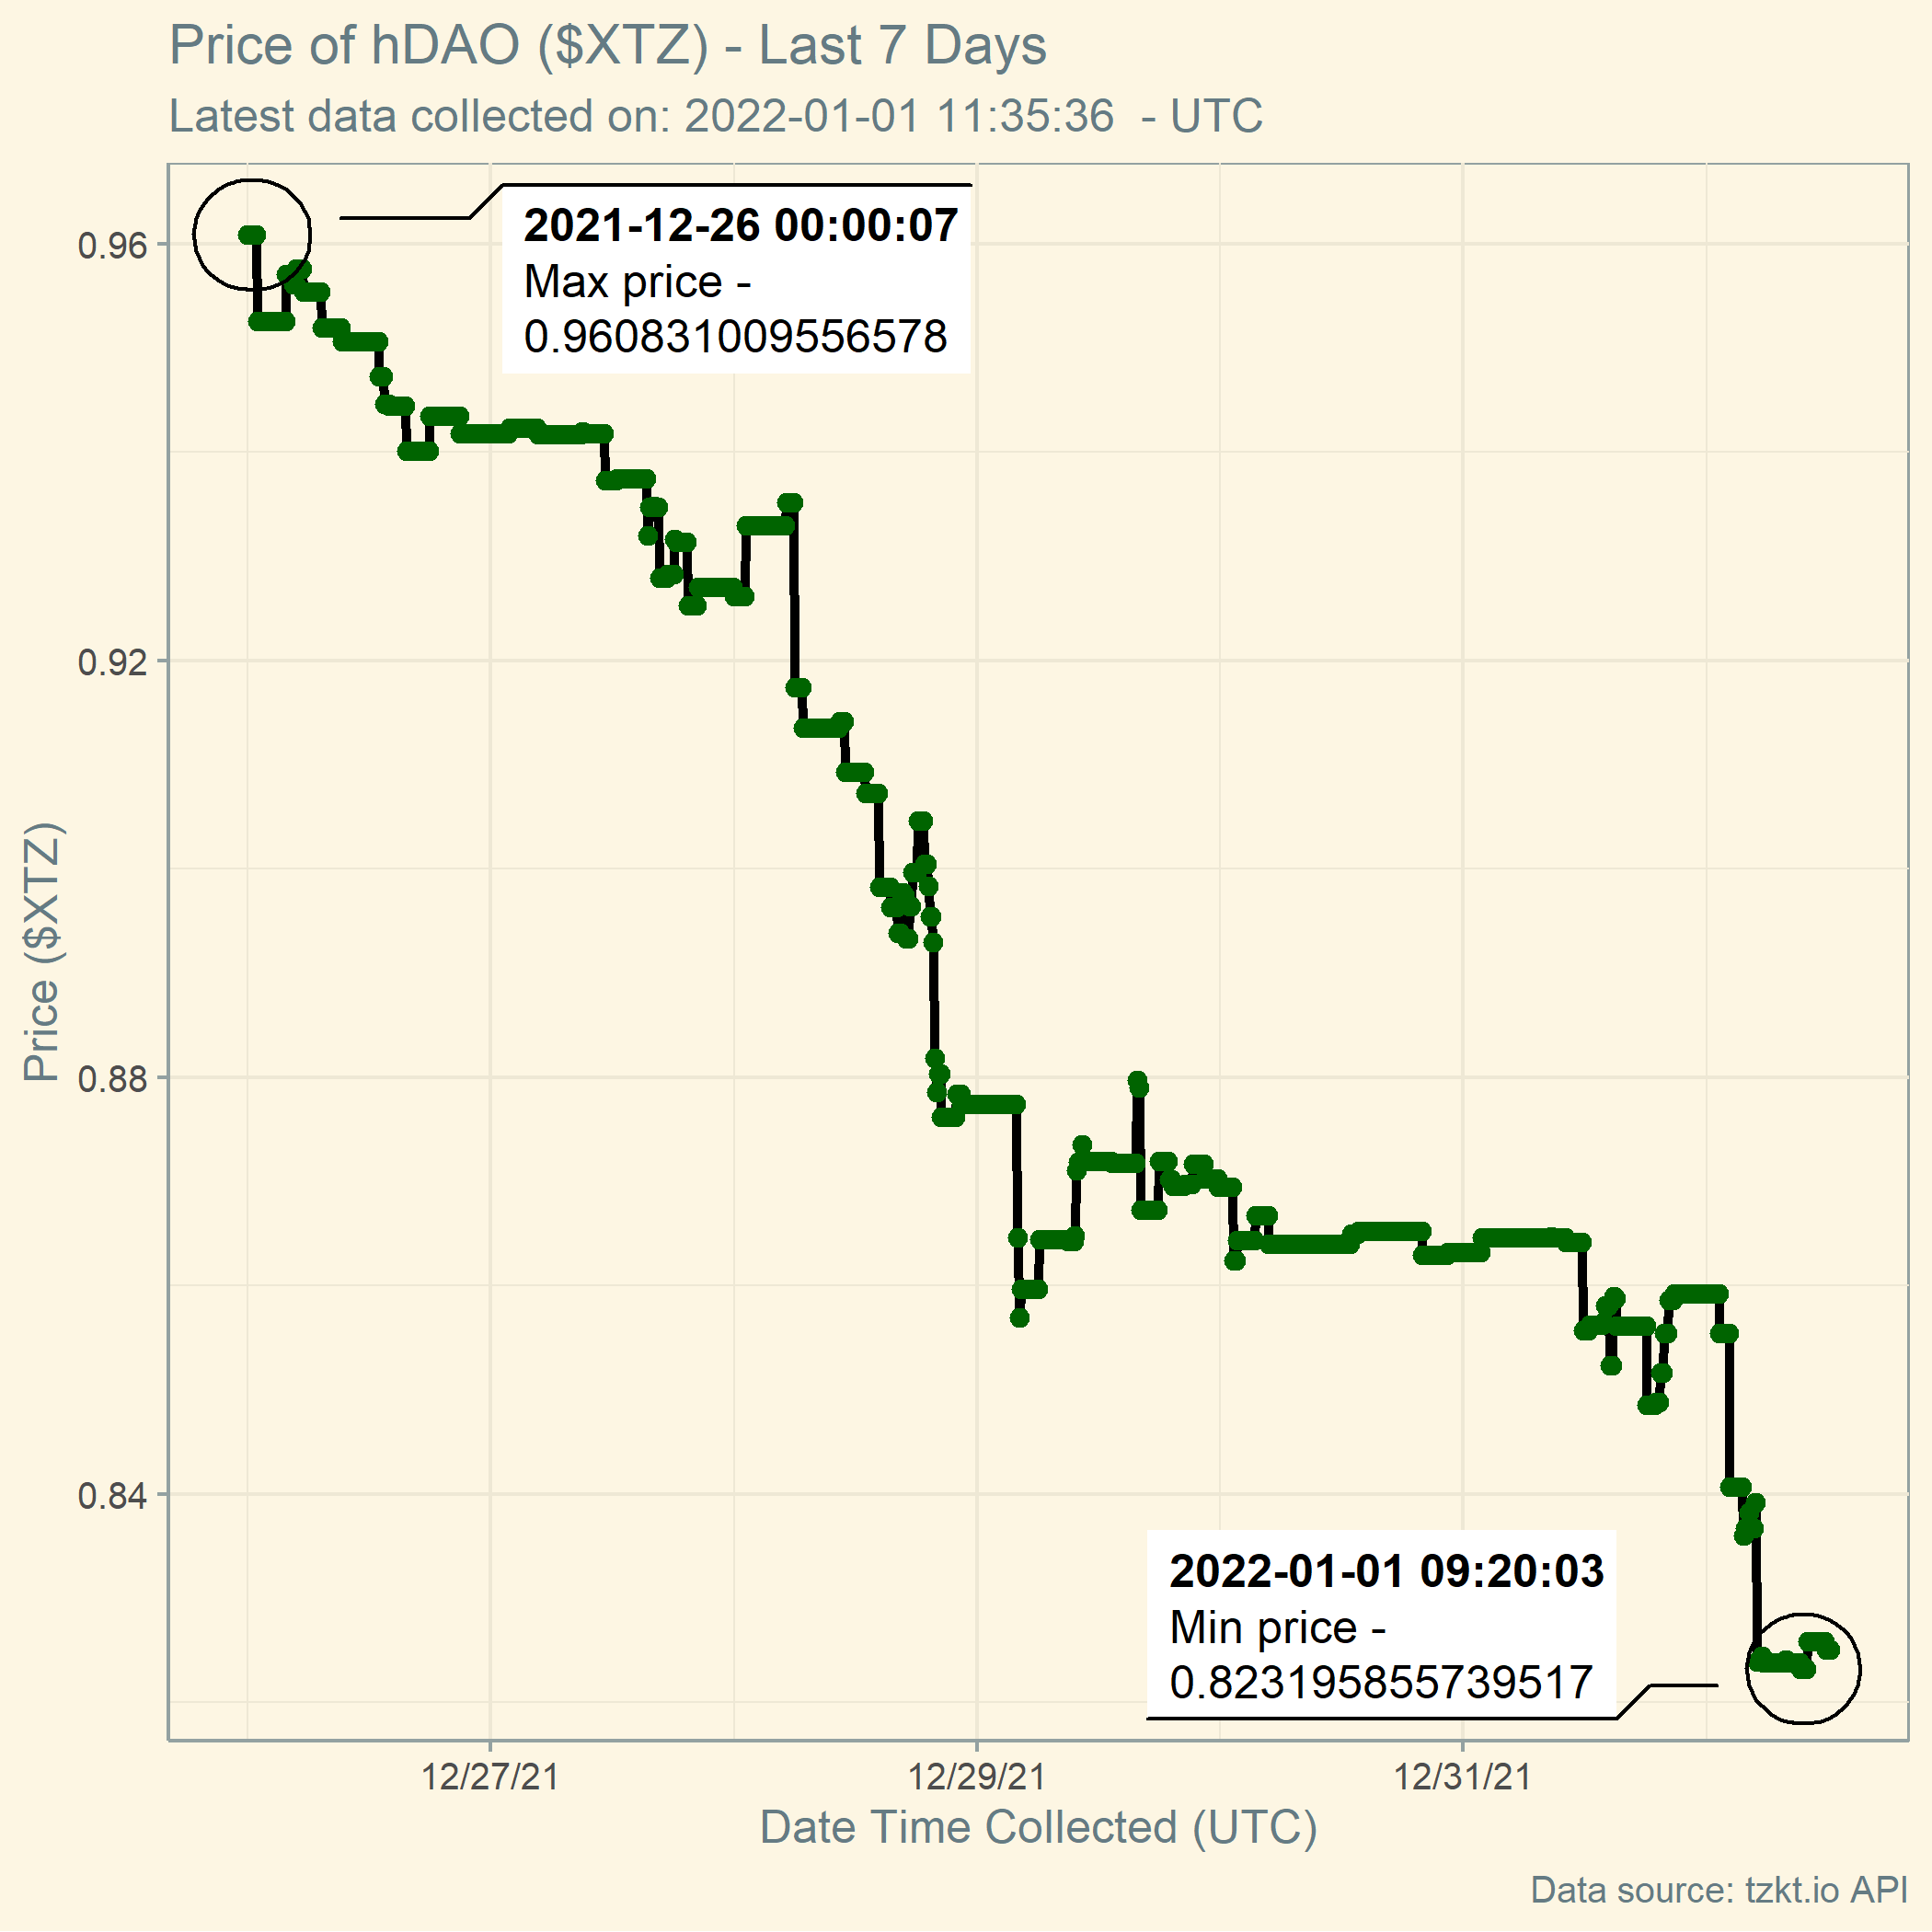 Price of hDAO ($XTZ) - Last 7 Days
Latest data collected on: 2022-01-01 11:35:36  - UTC
2021-12-26 00:00:07
Max price -
0.960831009556578
0.96
0.92
Price ($XTZ)
0.88
0.84
2022-01-01 09:20:03
Min price -
0.823195855739517
12/27/21
12/29/21
12/31/21
Date Time Collected (UTC)
Data source: tzkt.io API